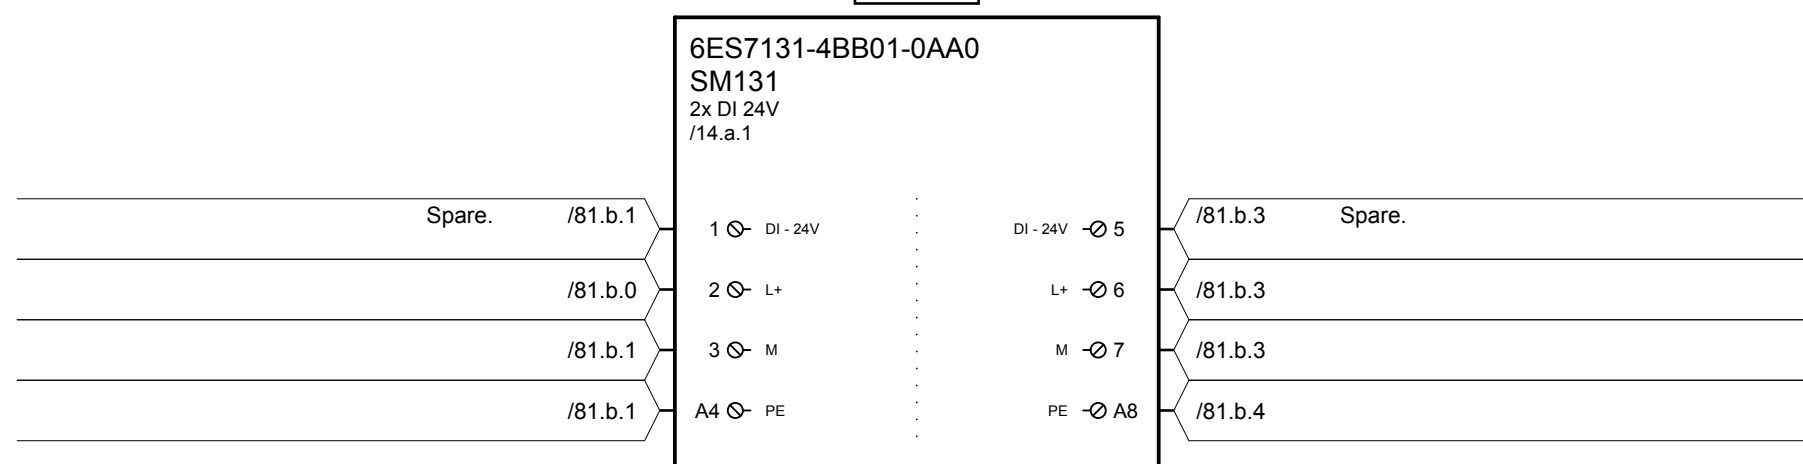 6ES7131-4BB01-0AA0
SM131
2x DI 24V
/14.a.1
Spare. /81.b.1 1 DI - 24V DI - 24V 5 /81.b.3 Spare.
/81.b.0 2 L+ L+ 6 /81.b.3
/81.b.1 3 M M 7 /81.b.3
/81.b.1 A4 PE PE A8 /81.b.4